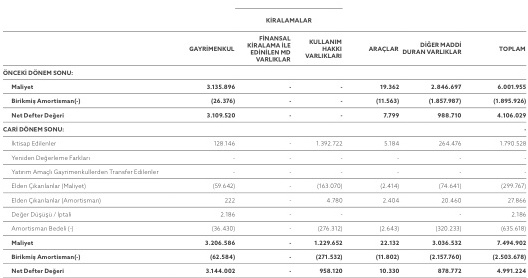 KİRALAMALAR
GAYRİMENKUL FİNANSAL KİRALAMA İLE EDİNİLEN MD VARLIKLAR KULLANIM HAKKI VARLIKLARI ARAÇLAR DİĞER MADDİ DURAN VARLIKLAR TOPLAM
ÖNCEKİ DÖNEM SONU:
Maliyet 3.135.896 - - 19.362 2.846.697 6.001.955
Birikmiş Amortisman(-) (26.376) - - (11.563) (1.857.987) (1.895.926)
Net Defter Değeri 3.109.520 - - 7.799 988.710 4.106.029
CARİ DÖNEM SONU: -
İktisap Edilenler 128.146 - 1.392.722 5.184 264.476 1.790.528
Yeniden Değerleme Farkları - - - - - -
Yatırım Amaçlı Gayrimenkullerden Transfer Edilenler - - - - - -
Elden Çıkarılanlar (Maliyet) (59.642) - (163.070) (2.414) (74.641) (299.767)
Elden Çıkarılanlar (Amortisman) 222 - 4.780 2.404 20.460 27.866
Değer Düşüşü / İptali 2.186 - - - - 2.186
Amortisman Bedeli (-) (36.430) - (276.312) (2.643) (320.233) (635.618)
Maliyet 3.206.586 - 1.229.652 22.132 3.036.532 7.494.902
Birikmiş Amortisman(-) (62.584) - (271.532) (11.802) (2.157.760) (2.503.678)
Net Defter Değeri 3.144.002 - 958.120 10.330 878.772 4.991.224